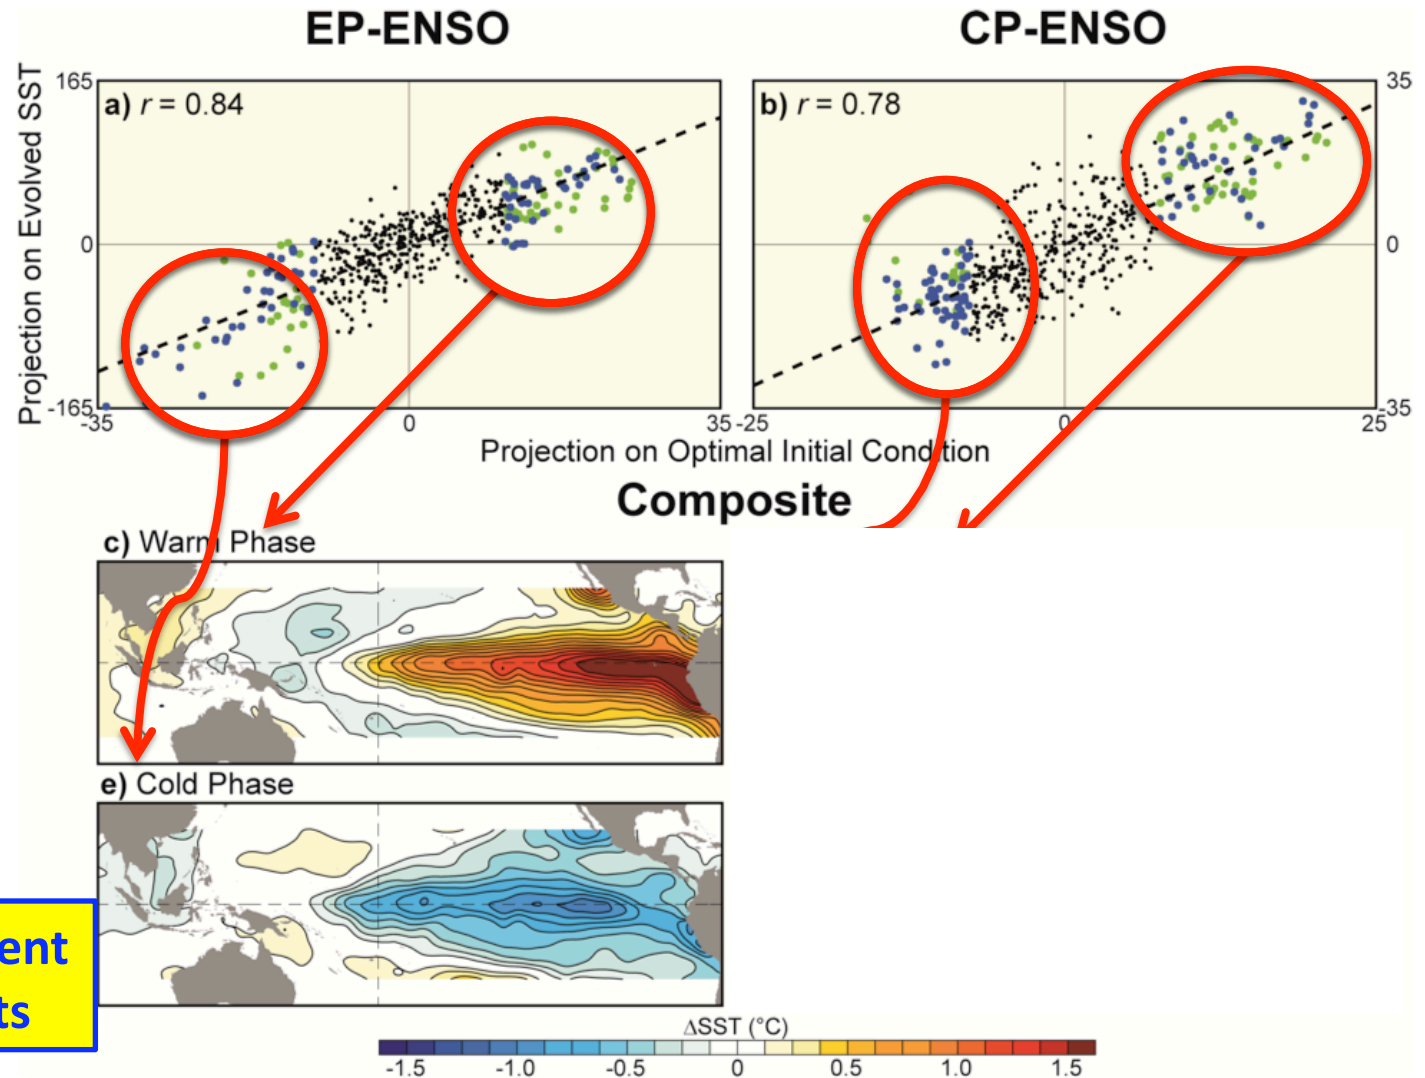 EP-ENSO
CP-ENSO
Projection on Evolved SST
165
0
-165
a) r = 0.84
-35
0
35
b) r = 0.78
35
0
-35
-25
0
25
Projection on Optimal Initial Condition
Composite
c) Warm Phase
e) Cold Phase
ent
ts
ΔSST (°C)
-1.5 -1.0 -0.5 0 0.5 1.0 1.5